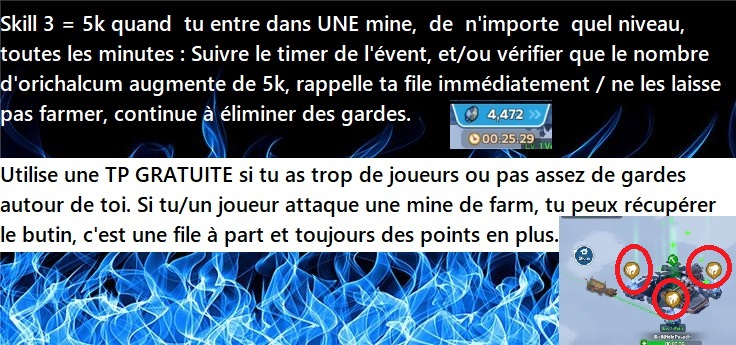 Skill 3 = 5k quand tu entre dans UNE mine, de n'importe quel niveau,
toutes les minutes : Suivre le timer de l'évent, et/ou vérifier que le nombre
d'orichalcum augmente de 5k, rappelle ta file immédiatement / ne les laisse
pas farmer, continue à éliminer des gardes.
4,472
00:25:29
Utilise une TP GRATUITE si tu as trop de joueurs ou pas assez de gardes
autour de toi. Si tu/un joueur attaque une mine de farm, tu peux récupérer
le butin, c'est une file à part et toujours des points en plus.